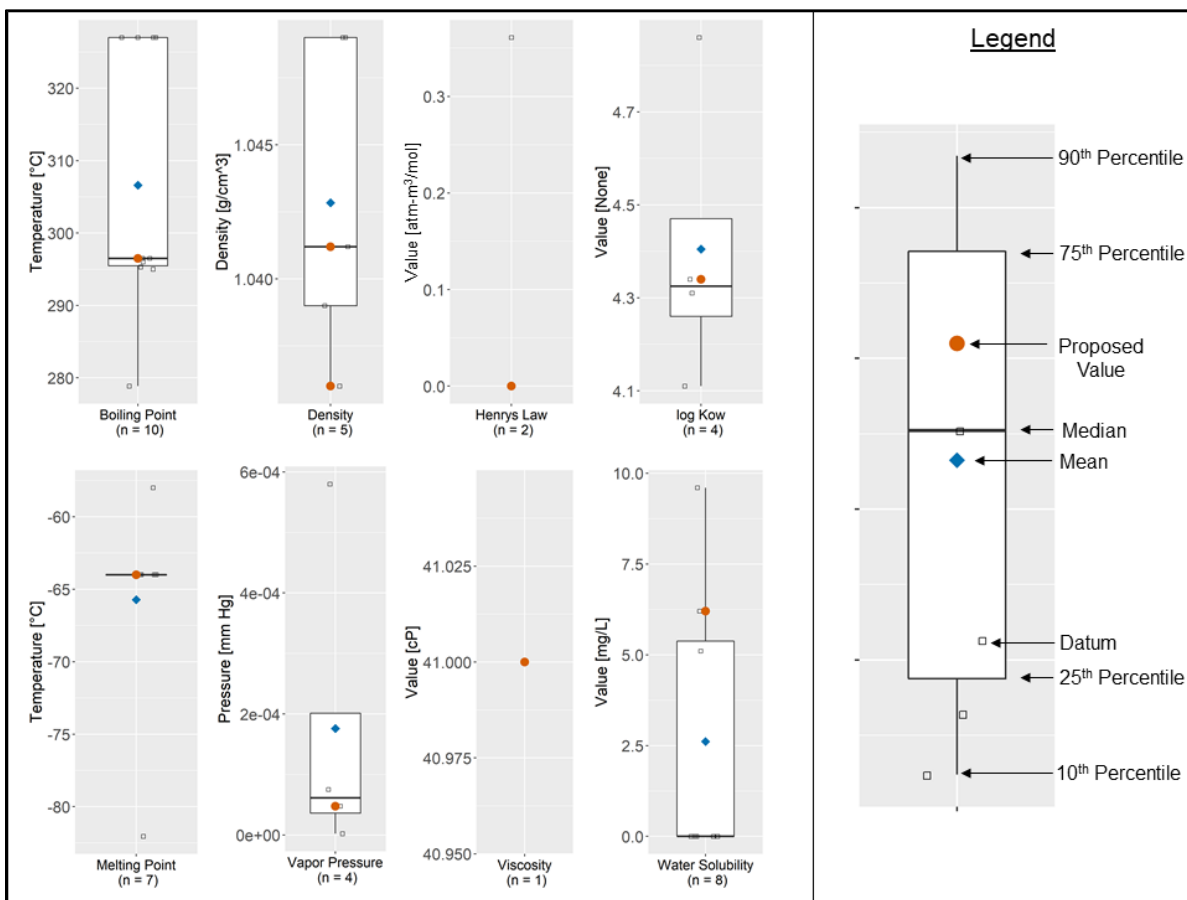 Temperature [°C]
320
310
300
290
280
Boiling Point
(n = 10)
Density [g/cm^3]
1.045
1.040
Density
(n = 5)
Value [atm-m³/mol]
0.3
0.2
0.1
0.0
Henrys Law
(n = 2)
Value [None]
4.7
4.5
4.3
4.1
log Kow
(n = 4)
Temperature [°C]
-60
-65
-70
-75
-80
Melting Point
(n = 7)
Pressure [mm Hg]
6e-04
4e-04
2e-04
0e+00
Vapor Pressure
(n = 4)
Value [cP]
41.025
41.000
40.975
40.950
Viscosity
(n = 1)
Value [mg/L]
10.0
7.5
5.0
2.5
0.0
Water Solubility
(n = 8)
Legend
90th Percentile
75th Percentile
Proposed
Value
Median
Mean
Datum
25th Percentile
10th Percentile